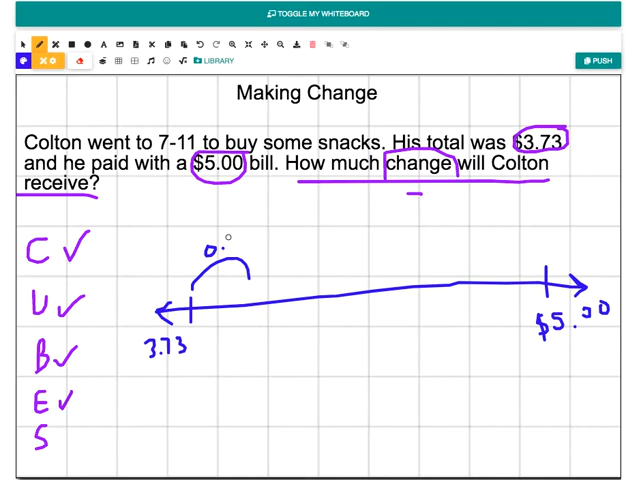 TOGGLE MY WHITEBOARD
LIBRARY
PUSH
Making Change
Colton went to 7-11 to buy some snacks. His total was $3.73
and he paid with a $5.00 bill. How much change will Colton
receive?
C ✓
U ✓
B ✓
E ✓
S
0.
3.73
$5.00